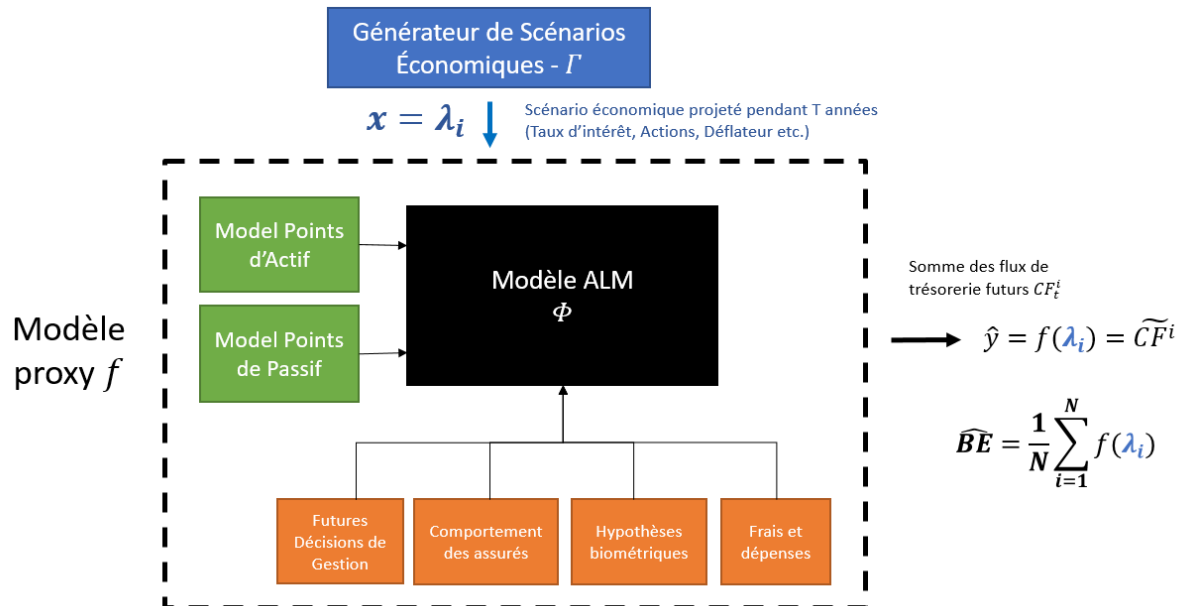 Générateur de Scénarios
Économiques - Γ
x = λᵢ
Scénario économique projeté pendant T années
(Taux d'intérêt, Actions, Déflateur etc.)
Model Points
d'Actif
Modèle ALM
Φ
Model Points
de Passif
Modèle
proxy f
Somme des flux de
trésorerie futurs CFₜⁱ
ŷ = f(λᵢ) = C͠Fⁱ
B͡E = 1/N ∑ᵢ₌₁ᴺ f(λᵢ)
Futures
Décisions de
Gestion
Comportement
des assurés
Hypothèses
biométriques
Frais et
dépenses